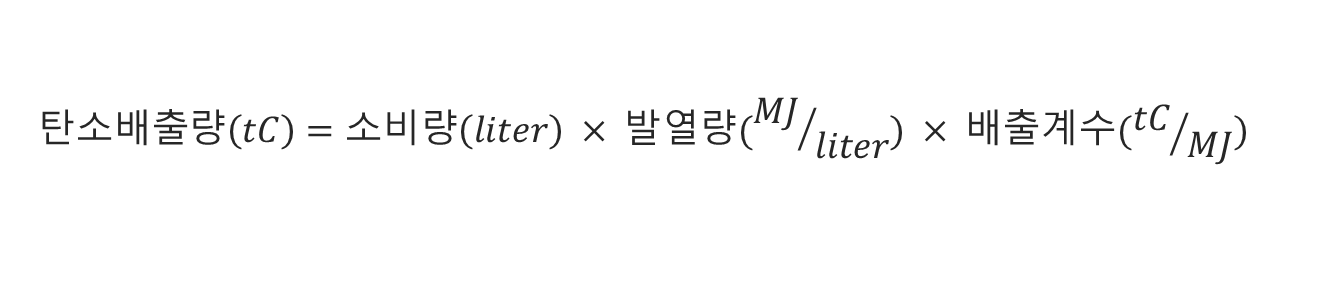 탄소배출량(tC) = 소비량(liter) × 발열량(MJ/liter) × 배출계수(tC/MJ)